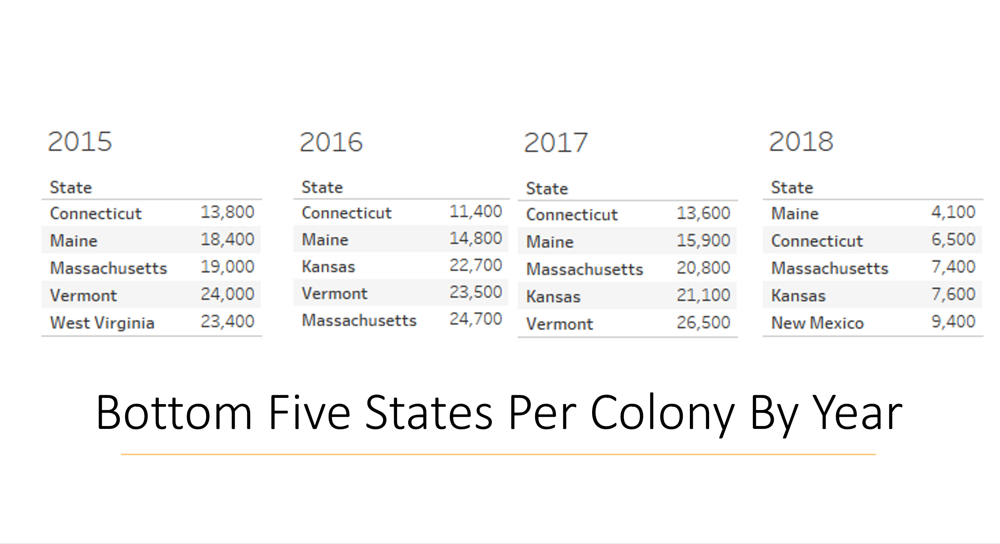 2015
State
Connecticut 13,800
Maine 18,400
Massachusetts 19,000
Vermont 24,000
West Virginia 23,400
2016
State
Connecticut 11,400
Maine 14,800
Kansas 22,700
Vermont 23,500
Massachusetts 24,700
2017
State
Connecticut 13,600
Maine 15,900
Massachusetts 20,800
Kansas 21,100
Vermont 26,500
2018
State
Maine 4,100
Connecticut 6,500
Massachusetts 7,400
Kansas 7,600
New Mexico 9,400
Bottom Five States Per Colony By Year